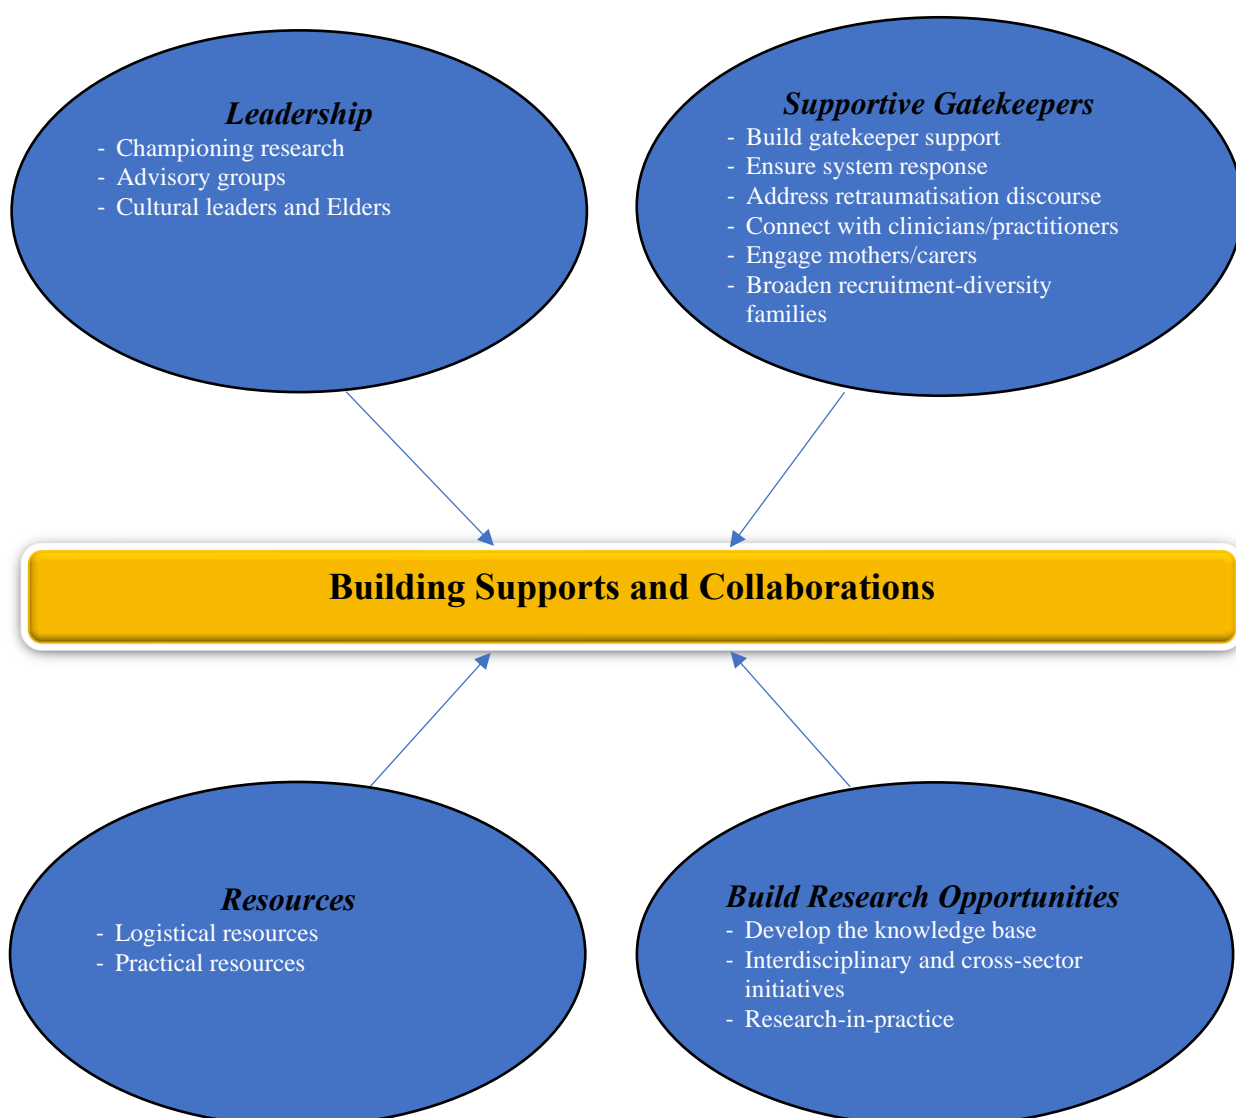 Leadership
- Championing research
- Advisory groups
- Cultural leaders and Elders
Supportive Gatekeepers
- Build gatekeeper support
- Ensure system response
- Address retraumatisation discourse
- Connect with clinicians/practitioners
- Engage mothers/carers
- Broaden recruitment-diversity
families
Building Supports and Collaborations
Resources
- Logistical resources
- Practical resources
Build Research Opportunities
- Develop the knowledge base
- Interdisciplinary and cross-sector
initiatives
- Research-in-practice